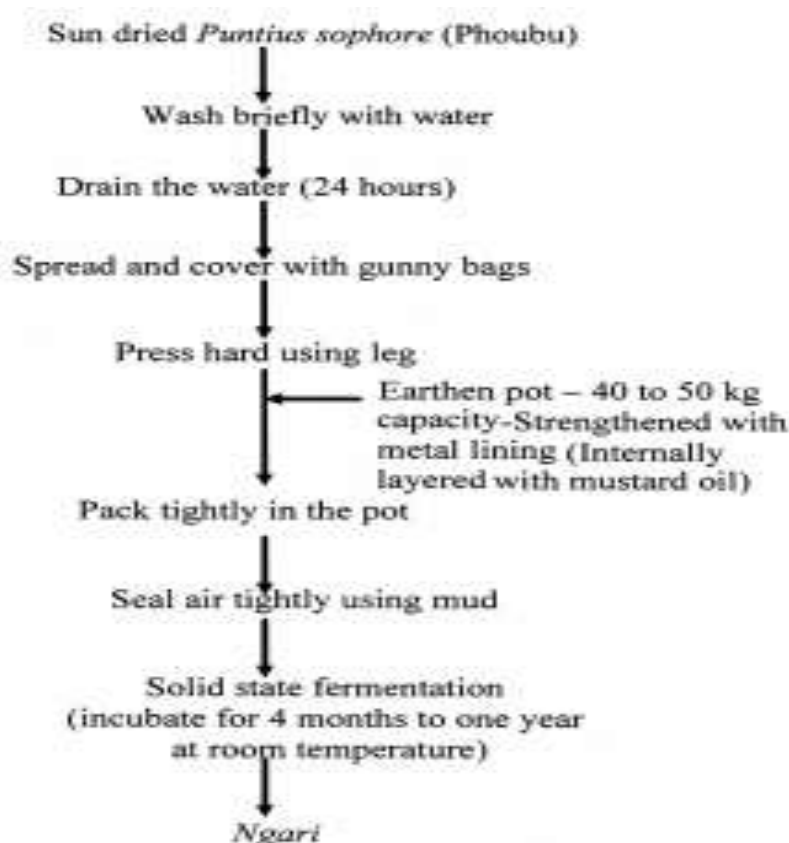 Sun dried Puntius sophore (Phoubu)
Wash briefly with water
Drain the water (24 hours)
Spread and cover with gunny bags
Press hard using leg
Earthen pot – 40 to 50 kg
capacity-Strengthened with
metal lining (Internally
layered with mustard oil)
Pack tightly in the pot
Seal air tightly using mud
Solid state fermentation
(incubate for 4 months to one year
at room temperature)
Ngari